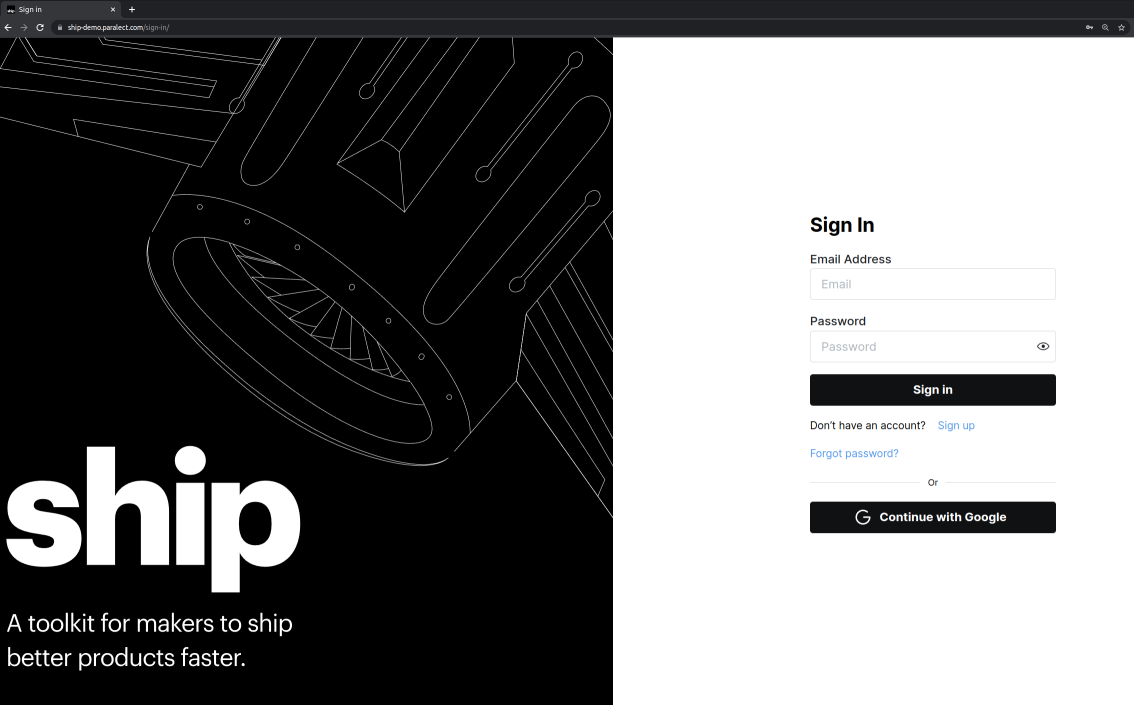 Sign in
ship-demo.paralect.com/sign-in/
ship
A toolkit for makers to ship
better products faster.
Sign In
Email Address
Email
Password
Password
Sign in
Don't have an account? Sign up
Forgot password?
Or
Continue with Google